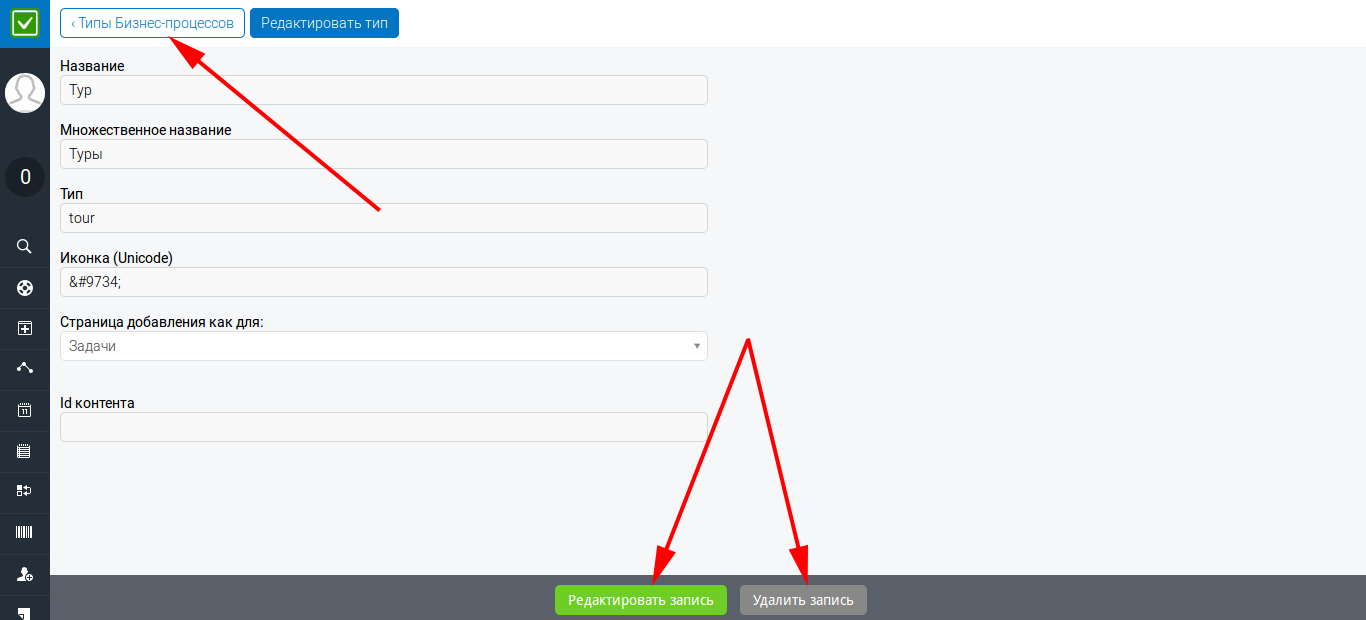 ‹ Типы Бизнес-процессов Редактировать тип
Название
Тур
0
Множественное название
Туры
Тип
tour
Иконка (Unicode)
&#9734;
Страница добавления как для:
Задачи
11
Id контента
Редактировать запись Удалить запись